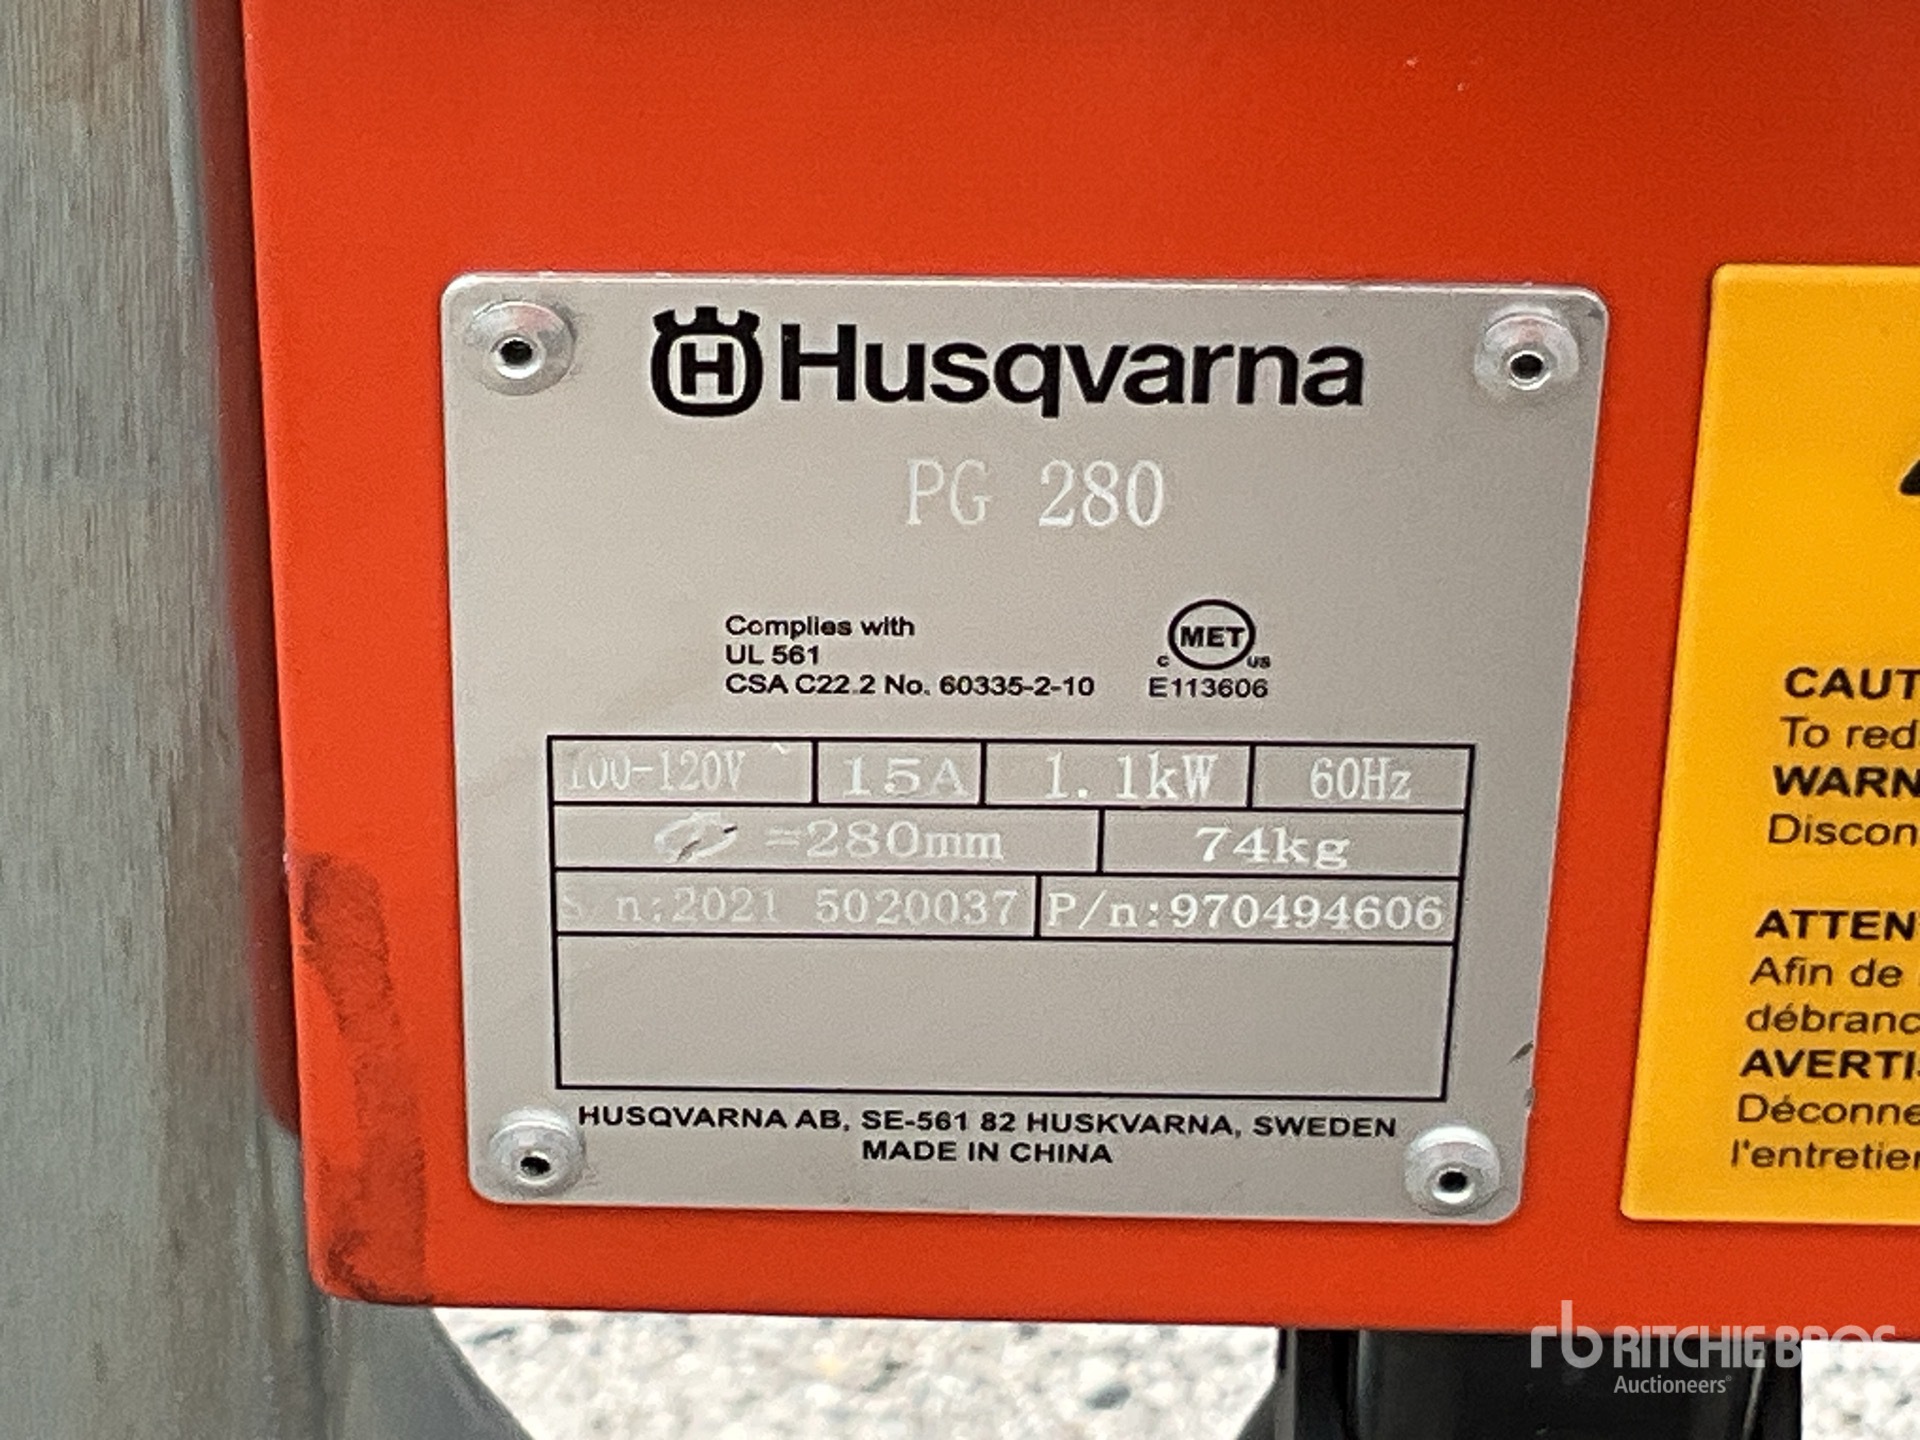 Husqvarna
PG 280
Complies with
UL 561
CSA C22.2 No. 60335-2-10
MET
c us
E113606
100-120V 15A 1.1kW 60Hz
=280mm 74kg
S/n:2021 5020037 P/n:970494606
HUSQVARNA AB, SE-561 82 HUSKVARNA, SWEDEN
MADE IN CHINA
CAUT
To red
WARN
Discon
ATTEN
Afin de
débranc
AVERTI
Déconne
l'entretien
rb RITCHIE BROS
Auctioneers